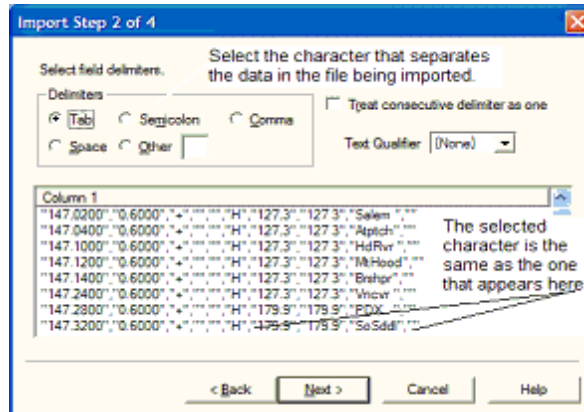 Import Step 2 of 4
Select field delimiters.
Select the character that separates
the data in the file being imported.
Delimiters
Tab
Semicolon
Comma
Space
Other
Treat consecutive delimiter as one
Text Qualifier
(None)
Column 1
"147.0200","0.6000","+","","","H","127.3","127.3","Salem ",""
"147.0400","0.6000","+","","","H","127.3","127.3","Atptch",""
"147.1000","0.6000","+","","","H","127.3","127.3","HdRvr ",""
"147.1200","0.6000","+","","","H","127.3","127.3","MtHood",""
"147.1400","0.6000","+","","","H","127.3","127.3","Brshpr",""
"147.2400","0.6000","+","","","H","127.3","127.3","Vncvr ",""
"147.2800","0.6000","+","","","H","179.9","179.9","PDX   ",""
"147.3200","0.6000","+","","","H","179.9","179.9","SoSddl",""
The selected
character is the
same as the one
that appears here
< Back
Next >
Cancel
Help